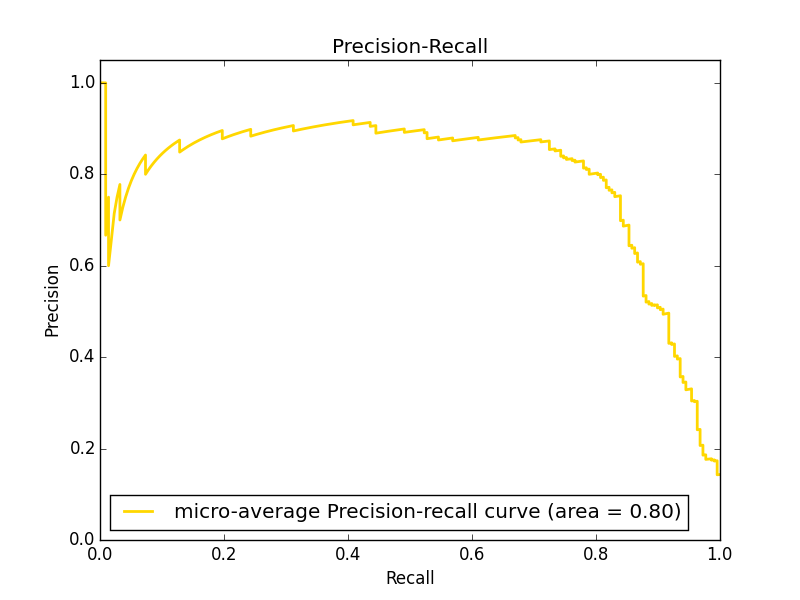 Precision-Recall
1.0
0.8
0.6
0.4
0.2
0.0
Precision
micro-average Precision-recall curve (area = 0.80)
0.0 0.2 0.4 0.6 0.8 1.0
Recall